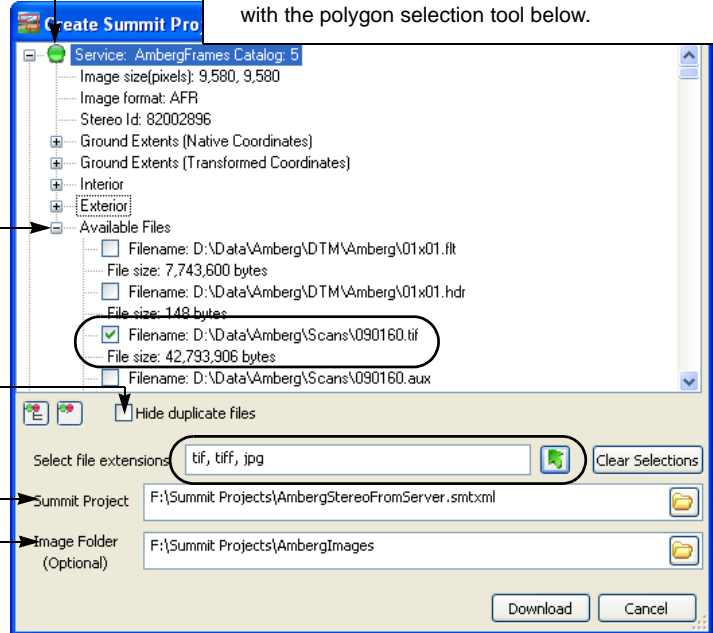 with the polygon selection tool below.
Create Summit Pro
Service: AmbergFrames Catalog: 5
Image size(pixels): 9,580, 9,580
Image format: AFR
Stereo Id: 82002896
Ground Extents (Native Coordinates)
Ground Extents (Transformed Coordinates)
Interior
Exterior
Available Files
Filename: D:\Data\Amberg\DTM\Amberg\01x01.flt
File size: 7,743,600 bytes
Filename: D:\Data\Amberg\DTM\Amberg\01x01.hdr
File size: 148 bytes
Filename: D:\Data\Amberg\Scans\090160.tif
File size: 42,793,906 bytes
Filename: D:\Data\Amberg\Scans\090160.aux
Hide duplicate files
Select file extensions tif, tiff, jpg Clear Selections
Summit Project F:\Summit Projects\AmbergStereoFromServer.smtxml
Image Folder F:\Summit Projects\AmbergImages
(Optional)
Download Cancel